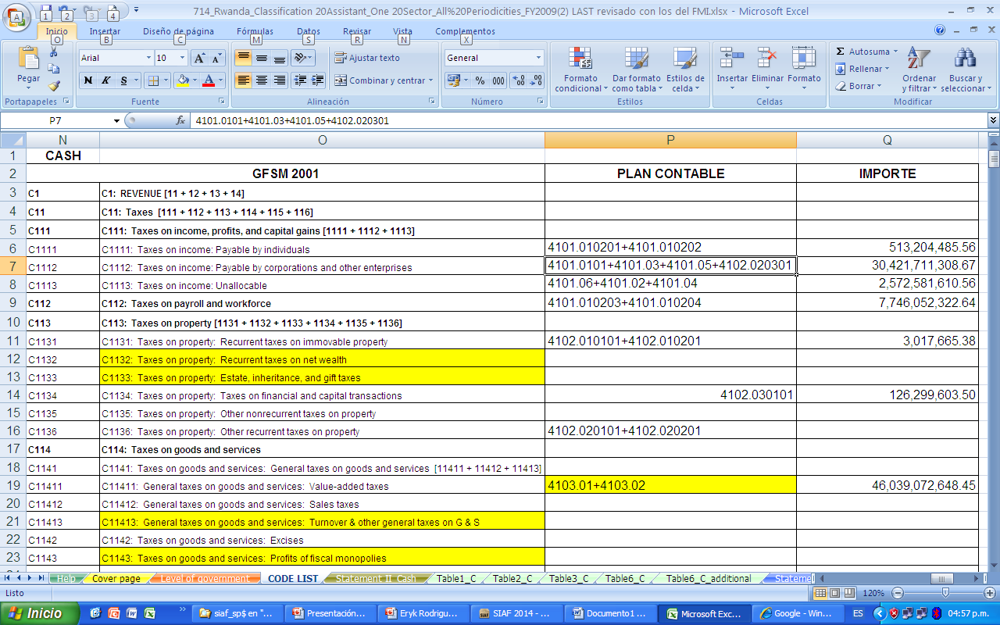 714_Rwanda_Classification 20Assistant_One 20Sector_All%20Periodicities_FY2009(2) LAST revisado con los del FMI.xlsx - Microsoft Excel
1 2 3 4
Inicio Insertar Diseño de página Fórmulas Datos Revisar Vista Complementos
O B C M S R N X
Pegar Arial 10 A A Ajustar texto General Formato condicional Dar formato como tabla Estilos de celda Insertar Eliminar Formato Σ Autosuma Rellenar Borrar Ordenar y filtrar Buscar y seleccionar
N K S A Combinar y centrar % 000
Portapapeles Fuente Alineación Número Estilos Celdas Modificar
P7 fx 4101.0101+4101.03+4101.05+4102.020301
N O P Q
1 CASH
2 GFSM 2001 PLAN CONTABLE IMPORTE
3 C1 C1: REVENUE [11 + 12 + 13 + 14]
4 C11 C11: Taxes [111 + 112 + 113 + 114 + 115 + 116]
5 C111 C111: Taxes on income, profits, and capital gains [1111 + 1112 + 1113]
6 C1111 C1111: Taxes on income: Payable by individuals 4101.010201+4101.010202 513,204,485.56
7 C1112 C1112: Taxes on income: Payable by corporations and other enterprises 4101.0101+4101.03+4101.05+4102.020301 30,421,711,308.67
8 C1113 C1113: Taxes on income: Unallocable 4101.06+4101.02+4101.04 2,572,581,610.56
9 C112 C112: Taxes on payroll and workforce 4101.010203+4101.010204 7,746,052,322.64
10 C113 C113: Taxes on property [1131 + 1132 + 1133 + 1134 + 1135 + 1136]
11 C1131 C1131: Taxes on property: Recurrent taxes on immovable property 4102.010101+4102.010201 3,017,665.38
12 C1132 C1132: Taxes on property: Recurrent taxes on net wealth
13 C1133 C1133: Taxes on property: Estate, inheritance, and gift taxes
14 C1134 C1134: Taxes on property: Taxes on financial and capital transactions 4102.030101 126,299,603.50
15 C1135 C1135: Taxes on property: Other nonrecurrent taxes on property
16 C1136 C1136: Taxes on property: Other recurrent taxes on property 4102.020101+4102.020201
17 C114 C114: Taxes on goods and services
18 C1141 C1141: Taxes on goods and services: General taxes on goods and services [11411 + 11412 + 11413]
19 C11411 C11411: General taxes on goods and services: Value-added taxes 4103.01+4103.02 46,039,072,648.45
20 C11412 C11412: General taxes on goods and services: Sales taxes
21 C11413 C11413: General taxes on goods and services: Turnover & other general taxes on G & S
22 C1142 C1142: Taxes on goods and services: Excises
23 C1143 C1143: Taxes on goods and services: Profits of fiscal monopolies
Help Cover page Level of government CODE LIST Statement II_Cash Table1_C Table2_C Table3_C Table6_C Table6_C_additional Stateme
Listo 120%
Inicio siaf_sp$ en "... Presentación... Eryk Rodrigu... SIAF 2014 - ... Documento1 ... Microsoft Exc... Google - Win... ES 04:57 p.m.